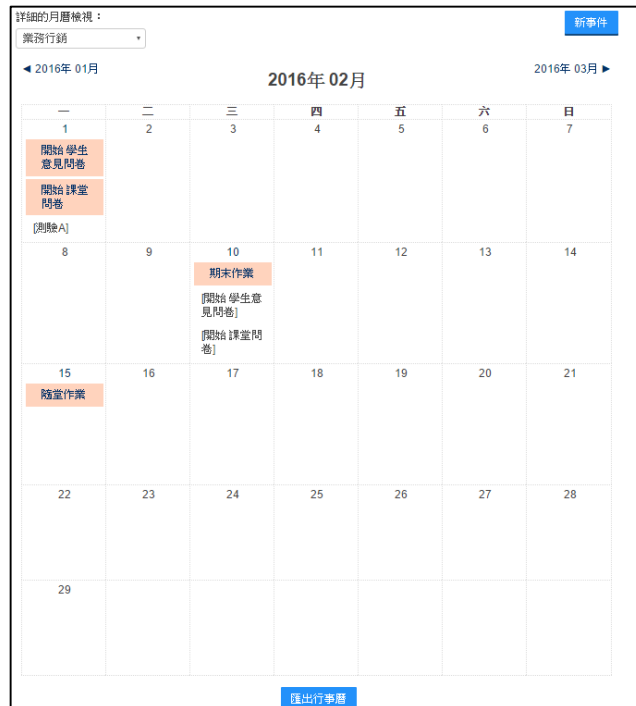 詳細的月曆檢視：
新事件
業務行銷
◄ 2016年 01月
2016年 02月
2016年 03月 ►
一 二 三 四 五 六 日
1 2 3 4 5 6 7
開始 學生
意見問卷
開始 課堂
問卷
[測驗A]
8 9 10 11 12 13 14
期末作業
[開始 學生意
見問卷]
[開始 課堂問
卷]
15 16 17 18 19 20 21
隨堂作業
22 23 24 25 26 27 28
29
匯出行事曆